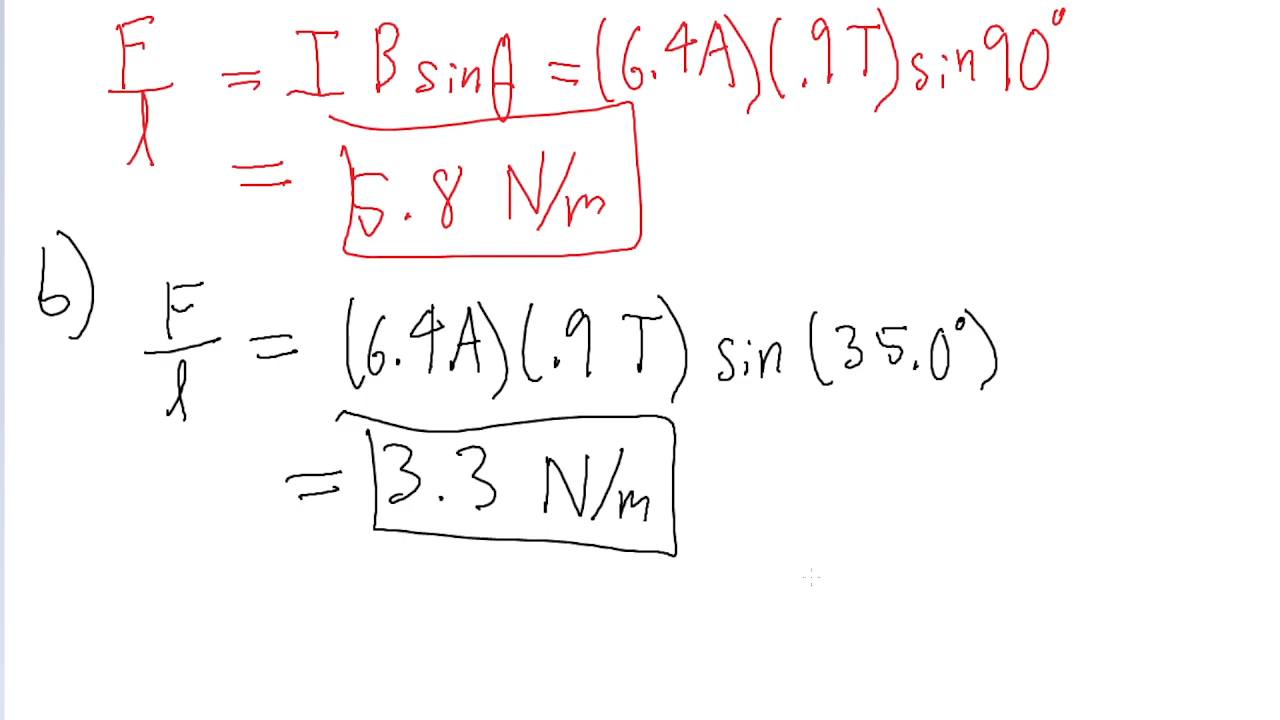 F/l = I B sinθ = (6.4A)(.9T) sin90°
= 5.8 N/m
b)
F/l = (6.4A)(.9 T) sin(35.0°)
= 3.3 N/m